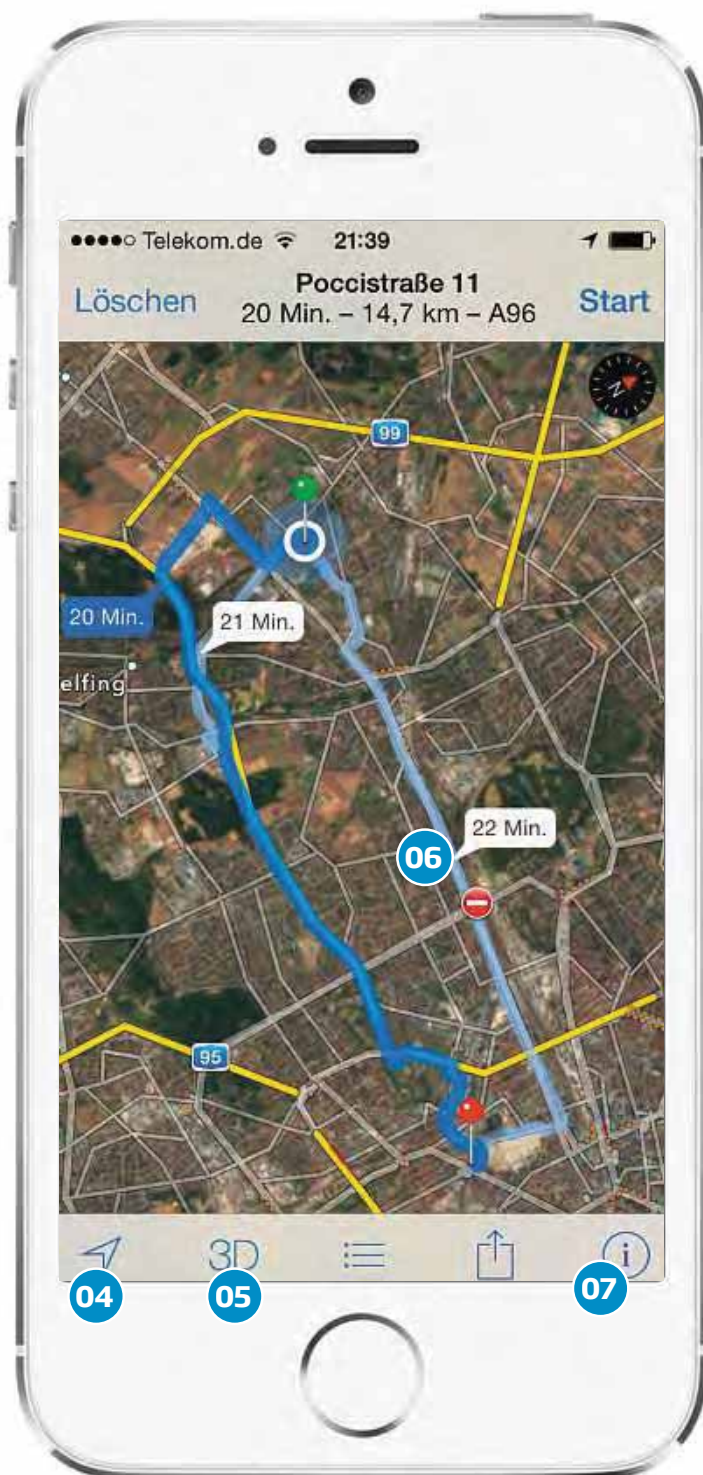 Telekom.de 21:39
Poccistraße 11
Löschen 20 Min. – 14,7 km – A96 Start
N
99
20 Min.
21 Min.
elfing
22 Min.
06
95
3D i
04 05 07